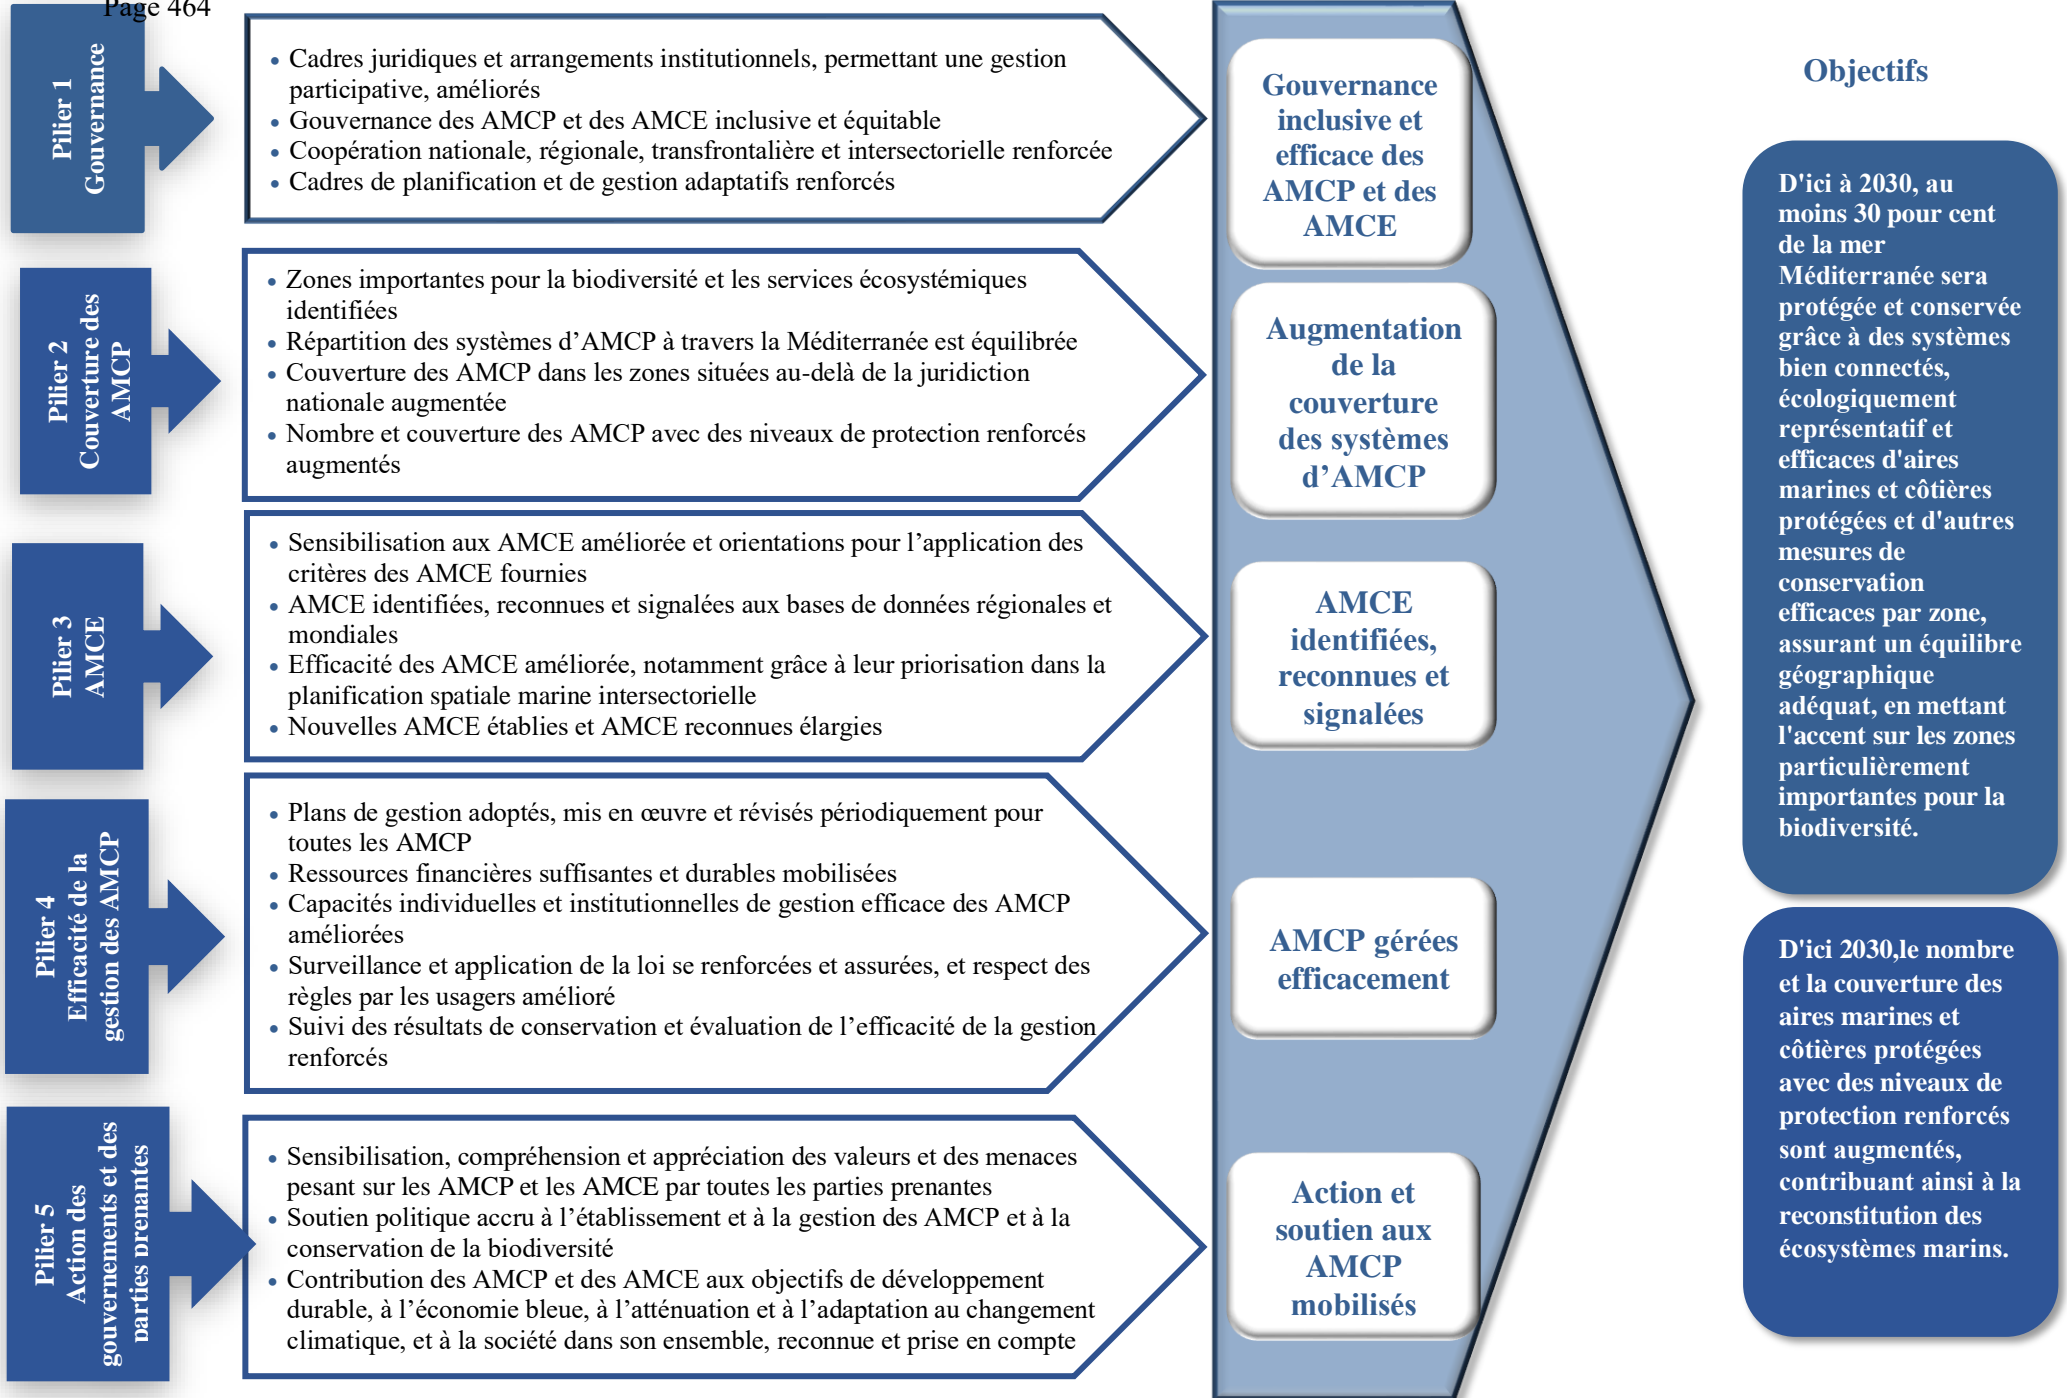 Page 464
Pilier 1
Gouvernance
• Cadres juridiques et arrangements institutionnels, permettant une gestion
participative, améliorés
• Gouvernance des AMCP et des AMCE inclusive et équitable
• Coopération nationale, régionale, transfrontalière et intersectorielle renforcée
• Cadres de planification et de gestion adaptatifs renforcés
Gouvernance
inclusive et
efficace des
AMCP et des
AMCE
Pilier 2
Couverture des
AMCP
• Zones importantes pour la biodiversité et les services écosystémiques
identifiées
• Répartition des systèmes d’AMCP à travers la Méditerranée est équilibrée
• Couverture des AMCP dans les zones situées au-delà de la juridiction
nationale augmentée
• Nombre et couverture des AMCP avec des niveaux de protection renforcés
augmentés
Augmentation
de la
couverture
des systèmes
d’AMCP
Pilier 3
AMCE
• Sensibilisation aux AMCE améliorée et orientations pour l’application des
critères des AMCE fournies
• AMCE identifiées, reconnues et signalées aux bases de données régionales et
mondiales
• Efficacité des AMCE améliorée, notamment grâce à leur priorisation dans la
planification spatiale marine intersectorielle
• Nouvelles AMCE établies et AMCE reconnues élargies
AMCE
identifiées,
reconnues et
signalées
Pilier 4
Efficacité de la
gestion des AMCP
• Plans de gestion adoptés, mis en œuvre et révisés périodiquement pour
toutes les AMCP
• Ressources financières suffisantes et durables mobilisées
• Capacités individuelles et institutionnelles de gestion efficace des AMCP
améliorées
• Surveillance et application de la loi se renforcées et assurées, et respect des
règles par les usagers amélioré
• Suivi des résultats de conservation et évaluation de l’efficacité de la gestion
renforcés
AMCP gérées
efficacement
Pilier 5
Action des
gouvernements et des
parties prenantes
• Sensibilisation, compréhension et appréciation des valeurs et des menaces
pesant sur les AMCP et les AMCE par toutes les parties prenantes
• Soutien politique accru à l’établissement et à la gestion des AMCP et à la
conservation de la biodiversité
• Contribution des AMCP et des AMCE aux objectifs de développement
durable, à l’économie bleue, à l’atténuation et à l’adaptation au changement
climatique, et à la société dans son ensemble, reconnue et prise en compte
Action et
soutien aux
AMCP
mobilisés
Objectifs
D'ici à 2030, au
moins 30 pour cent
de la mer
Méditerranée sera
protégée et conservée
grâce à des systèmes
bien connectés,
écologiquement
représentatif et
efficaces d'aires
marines et côtières
protégées et d'autres
mesures de
conservation
efficaces par zone,
assurant un équilibre
géographique
adéquat, en mettant
l'accent sur les zones
particulièrement
importantes pour la
biodiversité.
D'ici 2030,le nombre
et la couverture des
aires marines et
côtières protégées
avec des niveaux de
protection renforcés
sont augmentés,
contribuant ainsi à la
reconstitution des
écosystèmes marins.